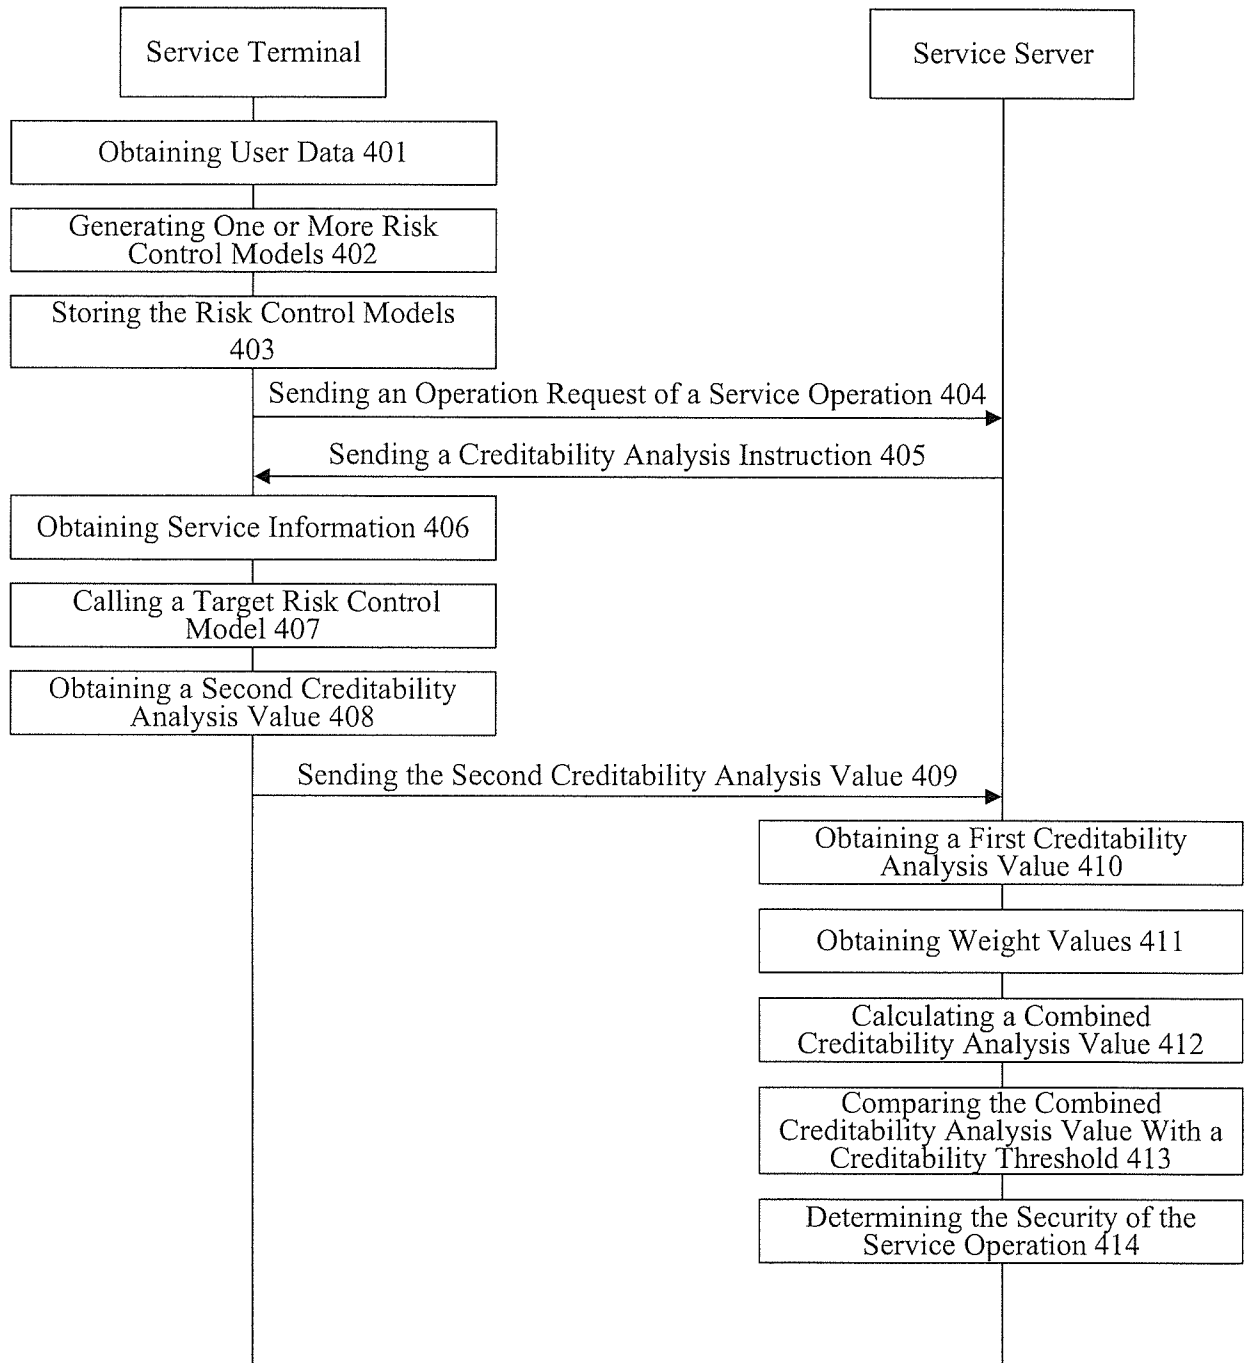 Service Terminal
Service Server
Obtaining User Data 401
Generating One or More Risk
Control Models 402
Storing the Risk Control Models
403
Sending an Operation Request of a Service Operation 404
Sending a Creditability Analysis Instruction 405
Obtaining Service Information 406
Calling a Target Risk Control
Model 407
Obtaining a Second Creditability
Analysis Value 408
Sending the Second Creditability Analysis Value 409
Obtaining a First Creditability
Analysis Value 410
Obtaining Weight Values 411
Calculating a Combined
Creditability Analysis Value 412
Comparing the Combined
Creditability Analysis Value With a
Creditability Threshold 413
Determining the Security of the
Service Operation 414